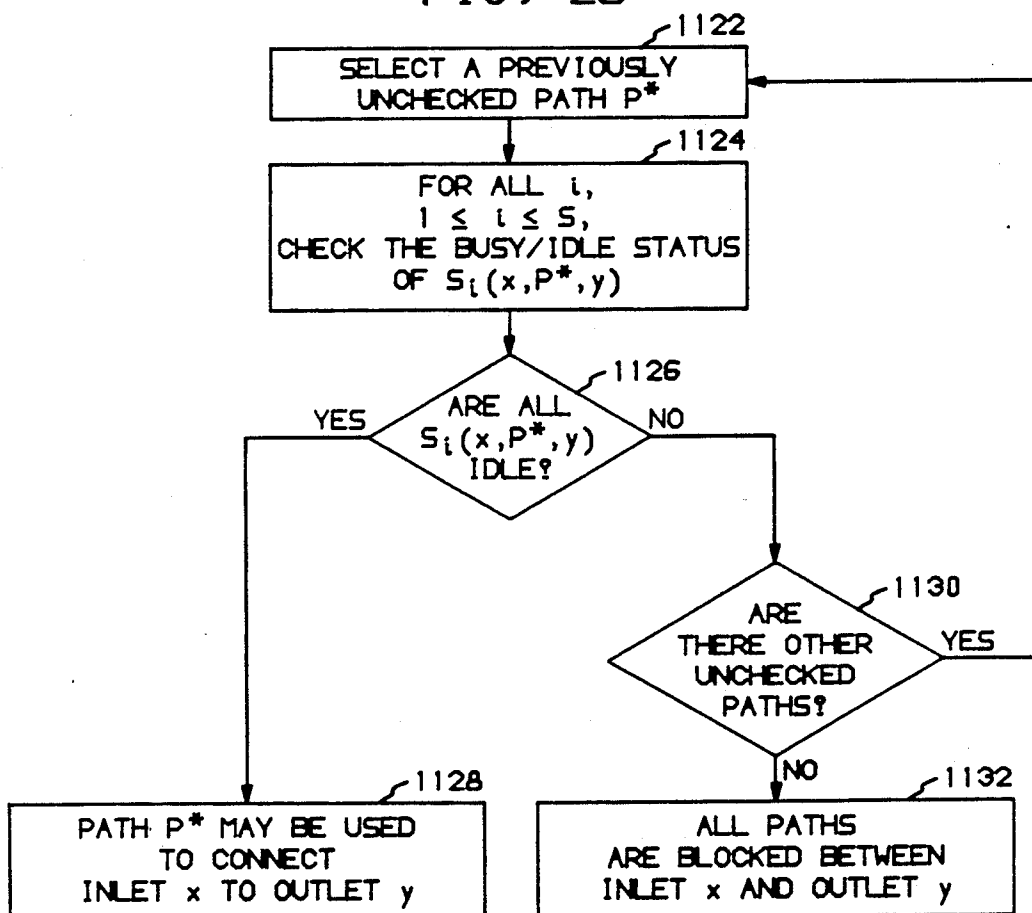 1122
SELECT A PREVIOUSLY
UNCHECKED PATH P*
1124
FOR ALL i,
1 ≤ i ≤ S,
CHECK THE BUSY/IDLE STATUS
OF Si(x,P*,y)
1126
YES
ARE ALL
Si(x,P*,y)
IDLE?
NO
1130
ARE
THERE OTHER
UNCHECKED
PATHS?
YES
NO
1128
PATH P* MAY BE USED
TO CONNECT
INLET x TO OUTLET y
1132
ALL PATHS
ARE BLOCKED BETWEEN
INLET x AND OUTLET y